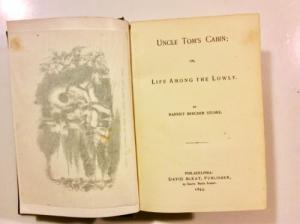 UNCLE TOM'S CABIN;
OR,
LIFE AMONG THE LOWLY.
BY
HARRIET BEECHER STOWE.
PHILADELPHIA:
DAVID MCKAY, PUBLISHER,